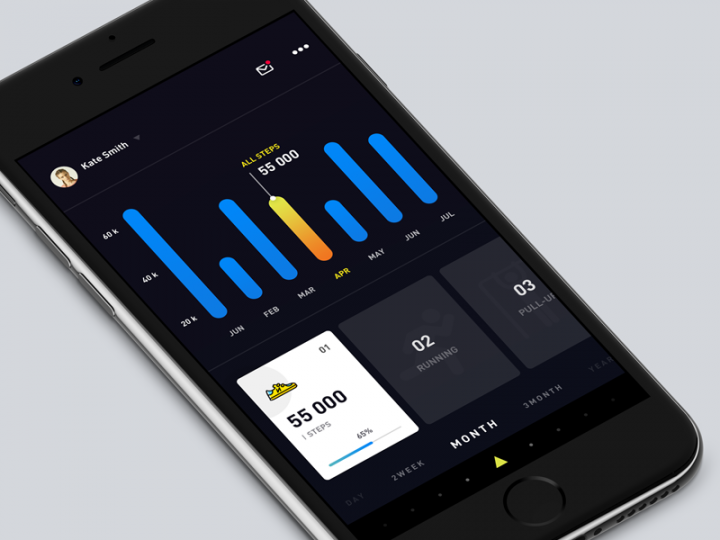 Kate Smith
ALL STEPS
55 000
60 k
40 k
20 k
JUN
FEB
MAR
APR
MAY
JUN
JUL
01
55 000
STEPS
65%
02
RUNNING
03
PULL-U
DAY
2WEEK
MONTH
3MONTH
YEAR